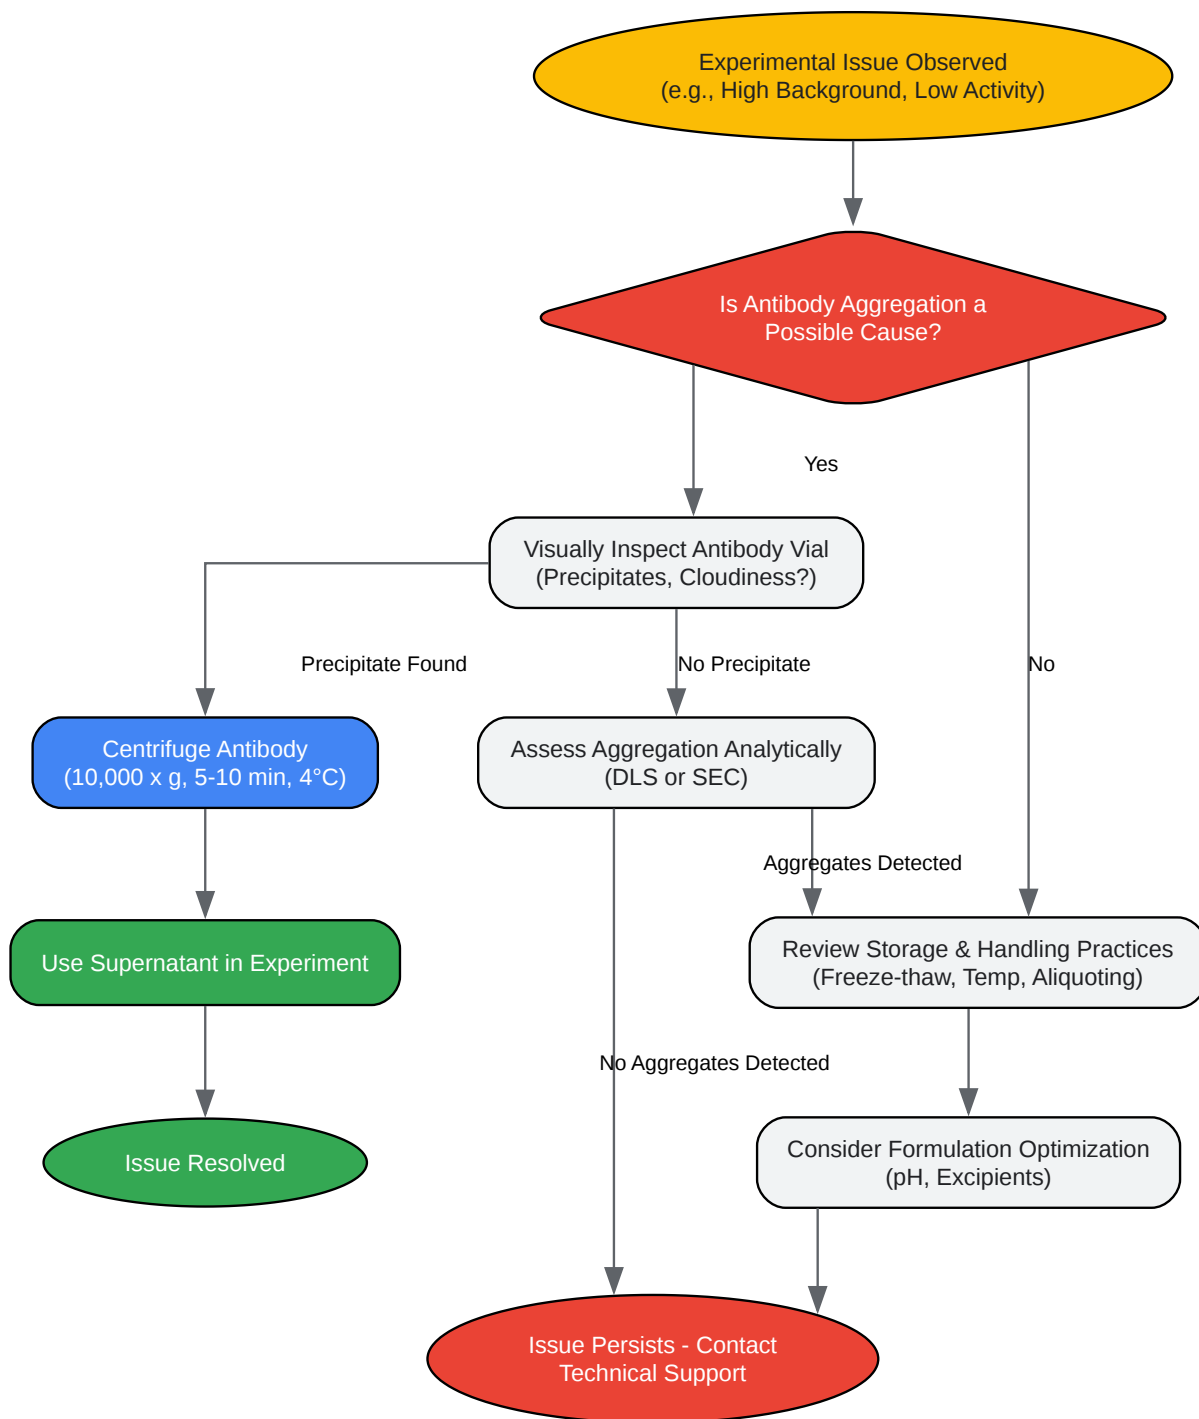 Experimental Issue Observed
(e.g., High Background, Low Activity)
Is Antibody Aggregation a
Possible Cause?
Yes
Visually Inspect Antibody Vial
(Precipitates, Cloudiness?)
Precipitate Found
No Precipitate
No
Centrifuge Antibody
(10,000 x g, 5-10 min, 4°C)
Assess Aggregation Analytically
(DLS or SEC)
Aggregates Detected
Use Supernatant in Experiment
Review Storage & Handling Practices
(Freeze-thaw, Temp, Aliquoting)
No Aggregates Detected
Issue Resolved
Consider Formulation Optimization
(pH, Excipients)
Issue Persists - Contact
Technical Support